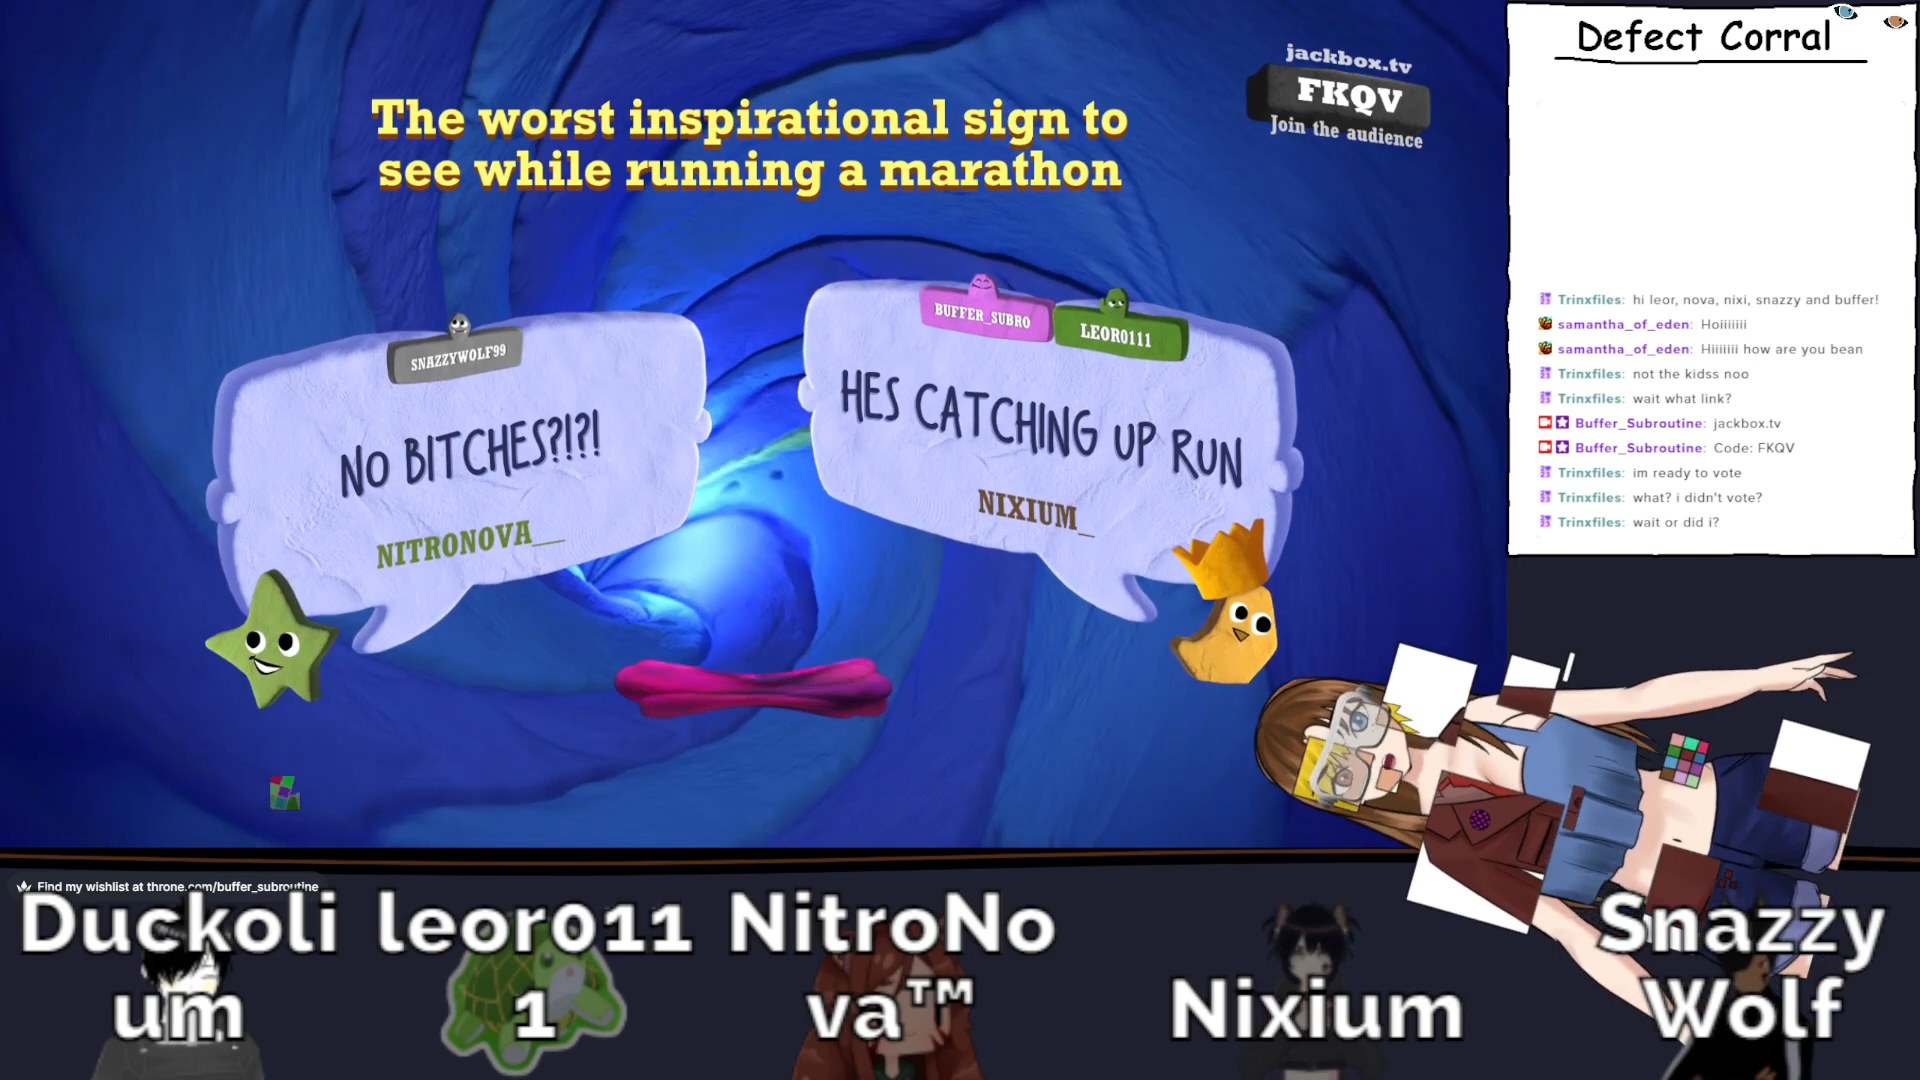 The worst inspirational sign to
see while running a marathon
jackbox.tv
FKQV
Join the audience
SNAZZYWOLF99
NO BITCHES?!?!
NITRONOVA__
BUFFER_SUBRO
LEOR0111
HES CATCHING UP RUN
NIXIUM_
Defect Corral
Trinxfiles: hi leor, nova, nixi, snazzy and buffer!
samantha_of_eden: Hoiiiiiii
samantha_of_eden: Hiiiiiii how are you bean
Trinxfiles: not the kidss noo
Trinxfiles: wait what link?
Buffer_Subroutine: jackbox.tv
Buffer_Subroutine: Code: FKQV
Trinxfiles: im ready to vote
Trinxfiles: what? i didn't vote?
Trinxfiles: wait or did i?
Find my wishlist at throne.com/buffer_subroutine
Duckoli
um
leor011
1
NitroNo
va™
Nixium
Snazzy
Wolf